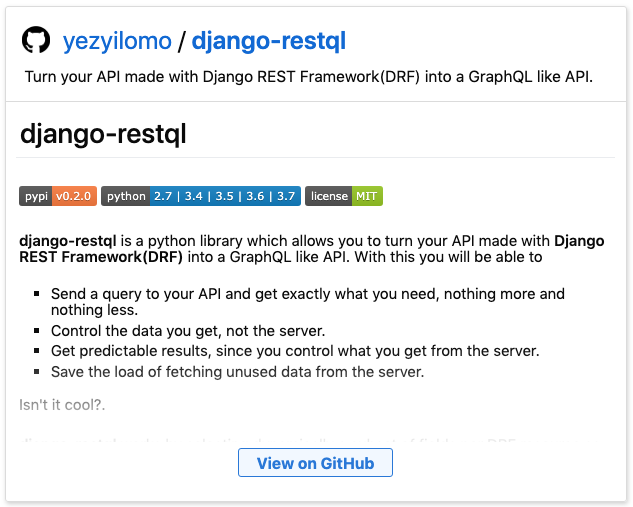 yezyilomo / django-restql
Turn your API made with Django REST Framework(DRF) into a GraphQL like API.
django-restql
pypi v0.2.0 python 2.7 | 3.4 | 3.5 | 3.6 | 3.7 license MIT
django-restql is a python library which allows you to turn your API made with Django
REST Framework(DRF) into a GraphQL like API. With this you will be able to
▪ Send a query to your API and get exactly what you need, nothing more and
nothing less.
▪ Control the data you get, not the server.
▪ Get predictable results, since you control what you get from the server.
▪ Save the load of fetching unused data from the server.
Isn't it cool?.
View on GitHub